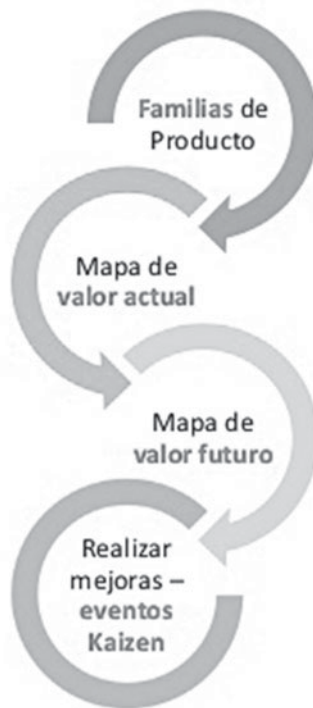 Familias de
Producto
Mapa de
valor actual
Mapa de
valor futuro
Realizar
mejoras –
eventos
Kaizen